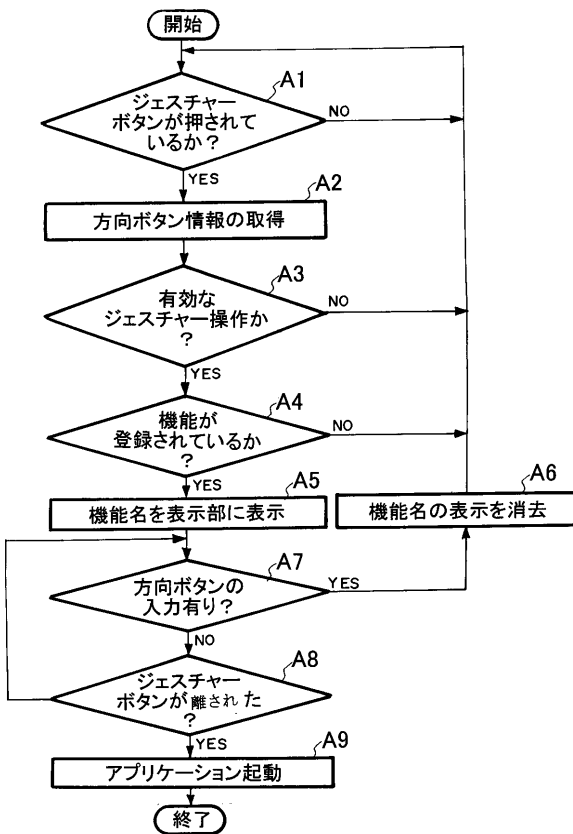 開始
A1
ジェスチャー
ボタンが押されて
いるか？
NO
YES
A2
方向ボタン情報の取得
A3
有効な
ジェスチャー操作か
？
NO
YES
A4
機能が
登録されているか
？
NO
YES
A5
機能名を表示部に表示
A6
機能名の表示を消去
A7
方向ボタンの
入力有り？
YES
NO
A8
ジェスチャー
ボタンが離された
？
YES
A9
アプリケーション起動
終了